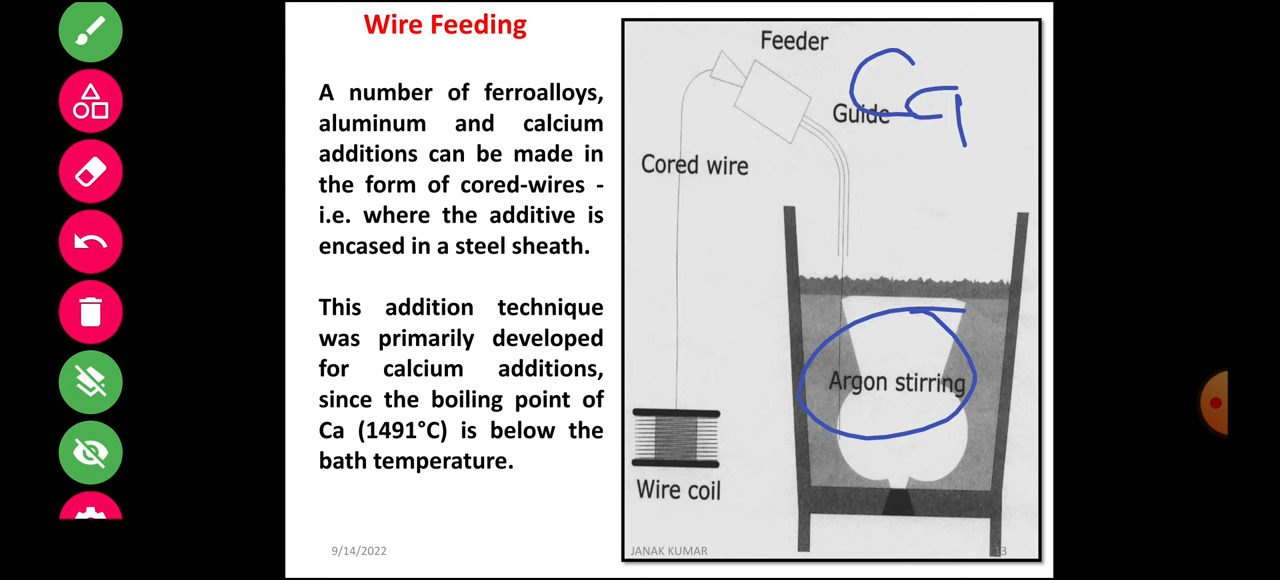 Wire Feeding
A number of ferroalloys,
aluminum and calcium
additions can be made in
the form of cored-wires -
i.e. where the additive is
encased in a steel sheath.
This addition technique
was primarily developed
for calcium additions,
since the boiling point of
Ca (1491°C) is below the
bath temperature.
Feeder
Ca
Guide
Cored wire
Argon stirring
Wire coil
9/14/2022
JANAK KUMAR
13